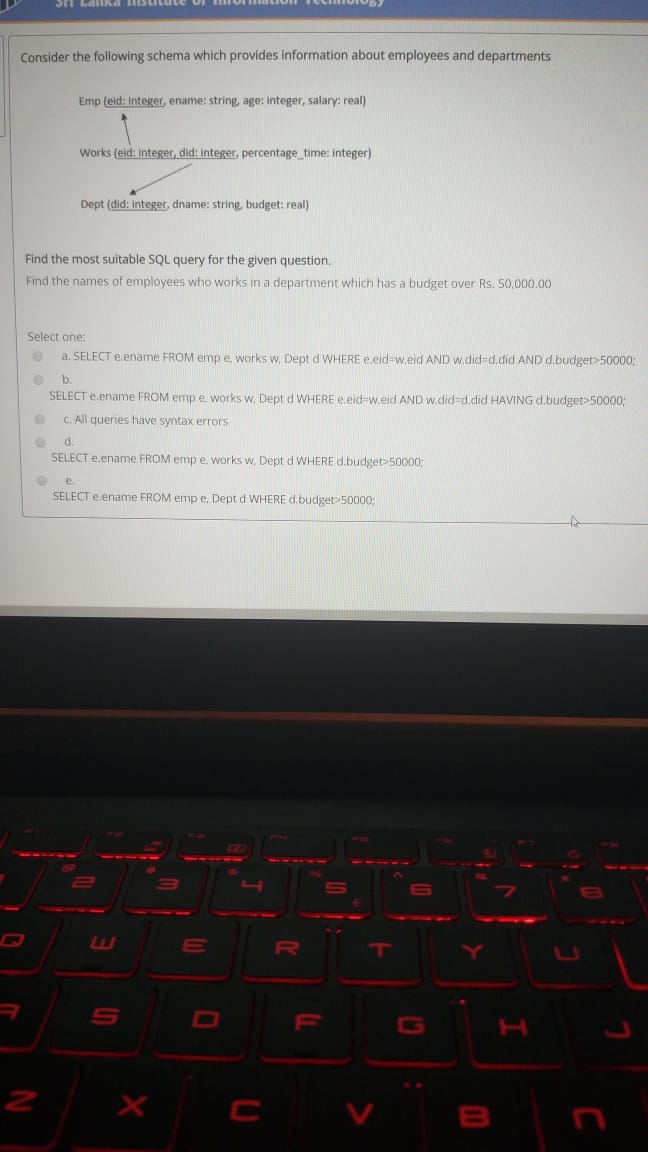 Sri Lanka Institute of Information Technology
Consider the following schema which provides information about employees and departments
Emp (eid: integer, ename: string, age: integer, salary: real)
Works (eid: integer, did: integer, percentage_time: integer)
Dept (did: integer, dname: string, budget: real)
Find the most suitable SQL query for the given question.
Find the names of employees who works in a department which has a budget over Rs. 50,000.00
Select one:
a. SELECT e.ename FROM emp e, works w, Dept d WHERE e.eid=w.eid AND w.did=d.did AND d.budget>50000;
b.
SELECT e.ename FROM emp e, works w, Dept d WHERE e.eid=w.eid AND w.did=d.did HAVING d.budget>50000;
c. All queries have syntax errors
d.
SELECT e.ename FROM emp e, works w, Dept d WHERE d.budget>50000;
e.
SELECT e.ename FROM emp e, Dept d WHERE d.budget>50000;
@ 2 # 3 $ 4 % 5 € ^ 6 & 7 * 8
Q W E R T Y U
A S D F G H J
Z X C V B N